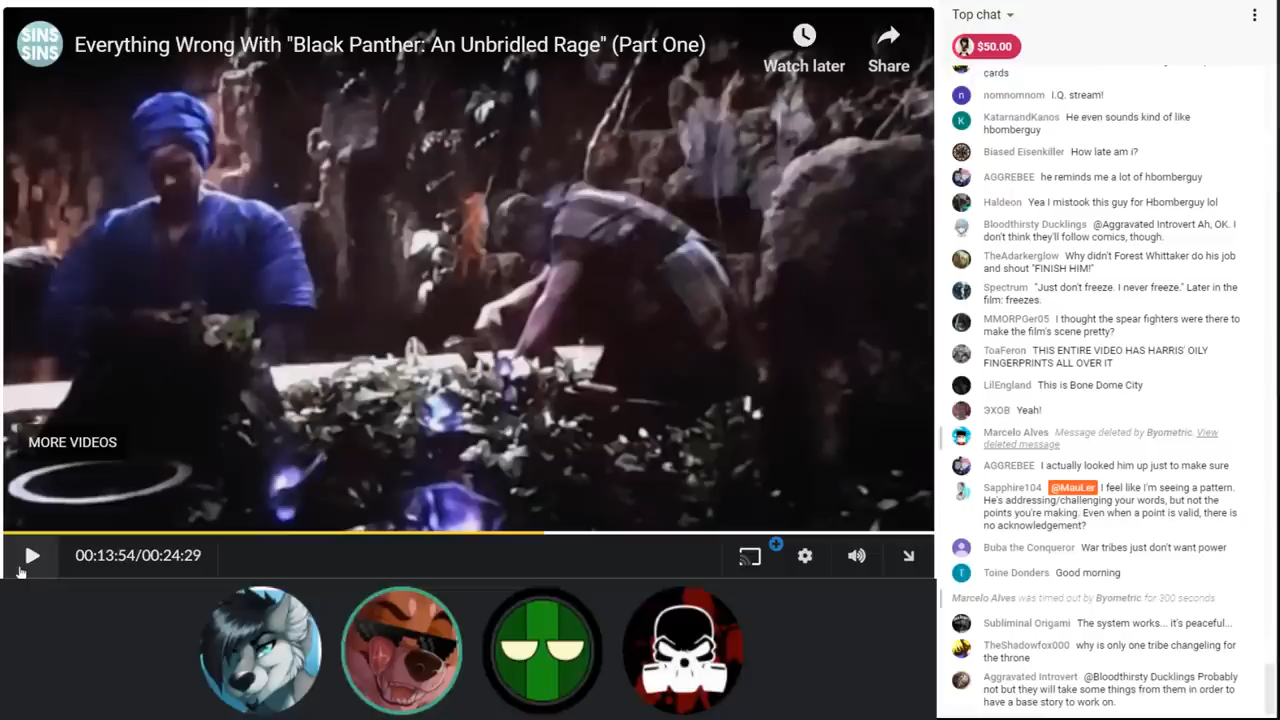 SINS
SINS
Everything Wrong With "Black Panther: An Unbridled Rage" (Part One)
Watch later
Share
MORE VIDEOS
00:13:54/00:24:29
Top chat
$50.00
cards
nomnomnom I.Q. stream!
KatarnandKanos He even sounds kind of like
hbomberguy
Biased Eisenkiller How late am i?
AGGREBEE he reminds me a lot of hbomberguy
Haldeon Yea I mistook this guy for Hbomberguy lol
Bloodthirsty Ducklings @Aggravated Introvert Ah, OK. I
don't think they'll follow comics, though.
TheAdarkerglow Why didn't Forest Whittaker do his job
and shout "FINISH HIM!"
Spectrum "Just don't freeze. I never freeze." Later in the
film: freezes.
MMORPGer05 I thought the spear fighters were there to
make the film's scene pretty?
ToaFeron THIS ENTIRE VIDEO HAS HARRIS' OILY
FINGERPRINTS ALL OVER IT
LilEngland This is Bone Dome City
ЭХОВ Yeah!
Marcelo Alves Message deleted by Byometric. View
deleted message
AGGREBEE I actually looked him up just to make sure
Sapphire104 @MauLer I feel like I'm seeing a pattern.
He's addressing/challenging your words, but not the
points you're making. Even when a point is valid, there is
no acknowledgement?
Buba the Conqueror War tribes just don't want power
Toine Donders Good morning
Marcelo Alves was timed out by Byometric for 300 seconds
Subliminal Origami The system works... it's peaceful...
TheShadowfox000 why is only one tribe changeling for
the throne
Aggravated Introvert @Bloodthirsty Ducklings Probably
not but they will take some things from them in order to
have a base story to work on.